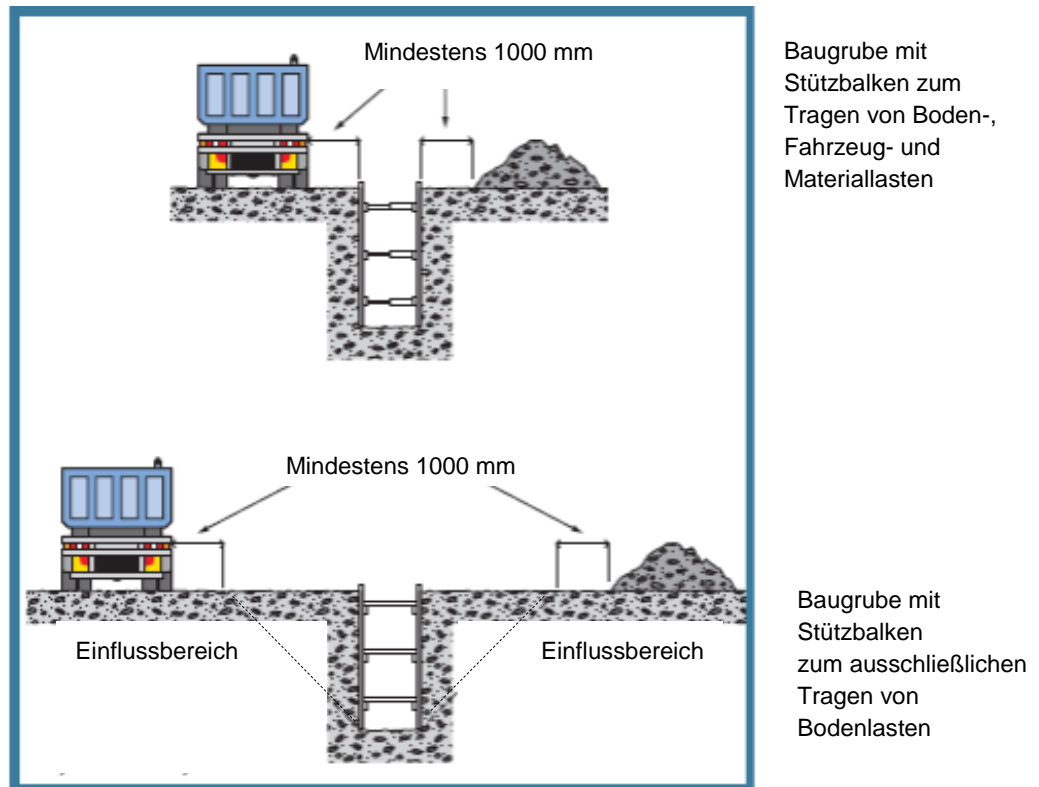 Mindestens 1000 mm
Baugrube mit
Stützbalken zum
Tragen von Boden-,
Fahrzeug- und
Materiallasten
Mindestens 1000 mm
Einflussbereich
Einflussbereich
Baugrube mit
Stützbalken
zum ausschließlichen
Tragen von
Bodenlasten